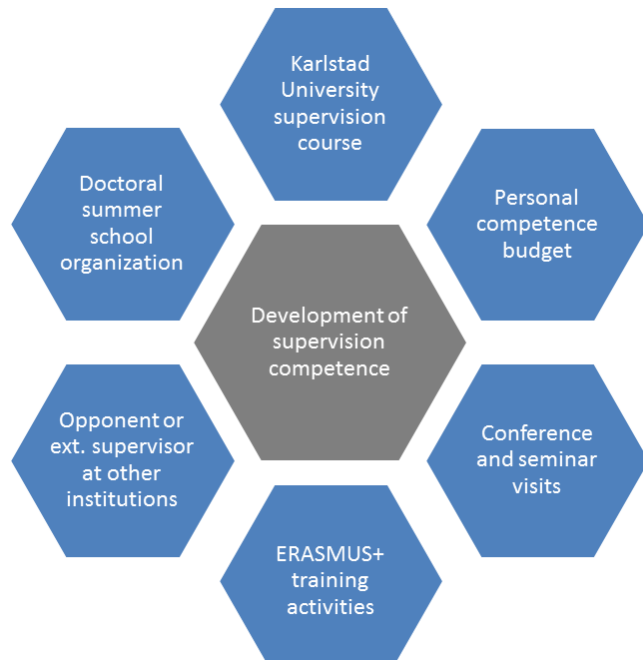 Karlstad
University
supervision
course
Doctoral
summer
school
organization
Personal
competence
budget
Development of
supervision
competence
Opponent or
ext. supervisor
at other
institutions
Conference
and seminar
visits
ERASMUS+
training
activities